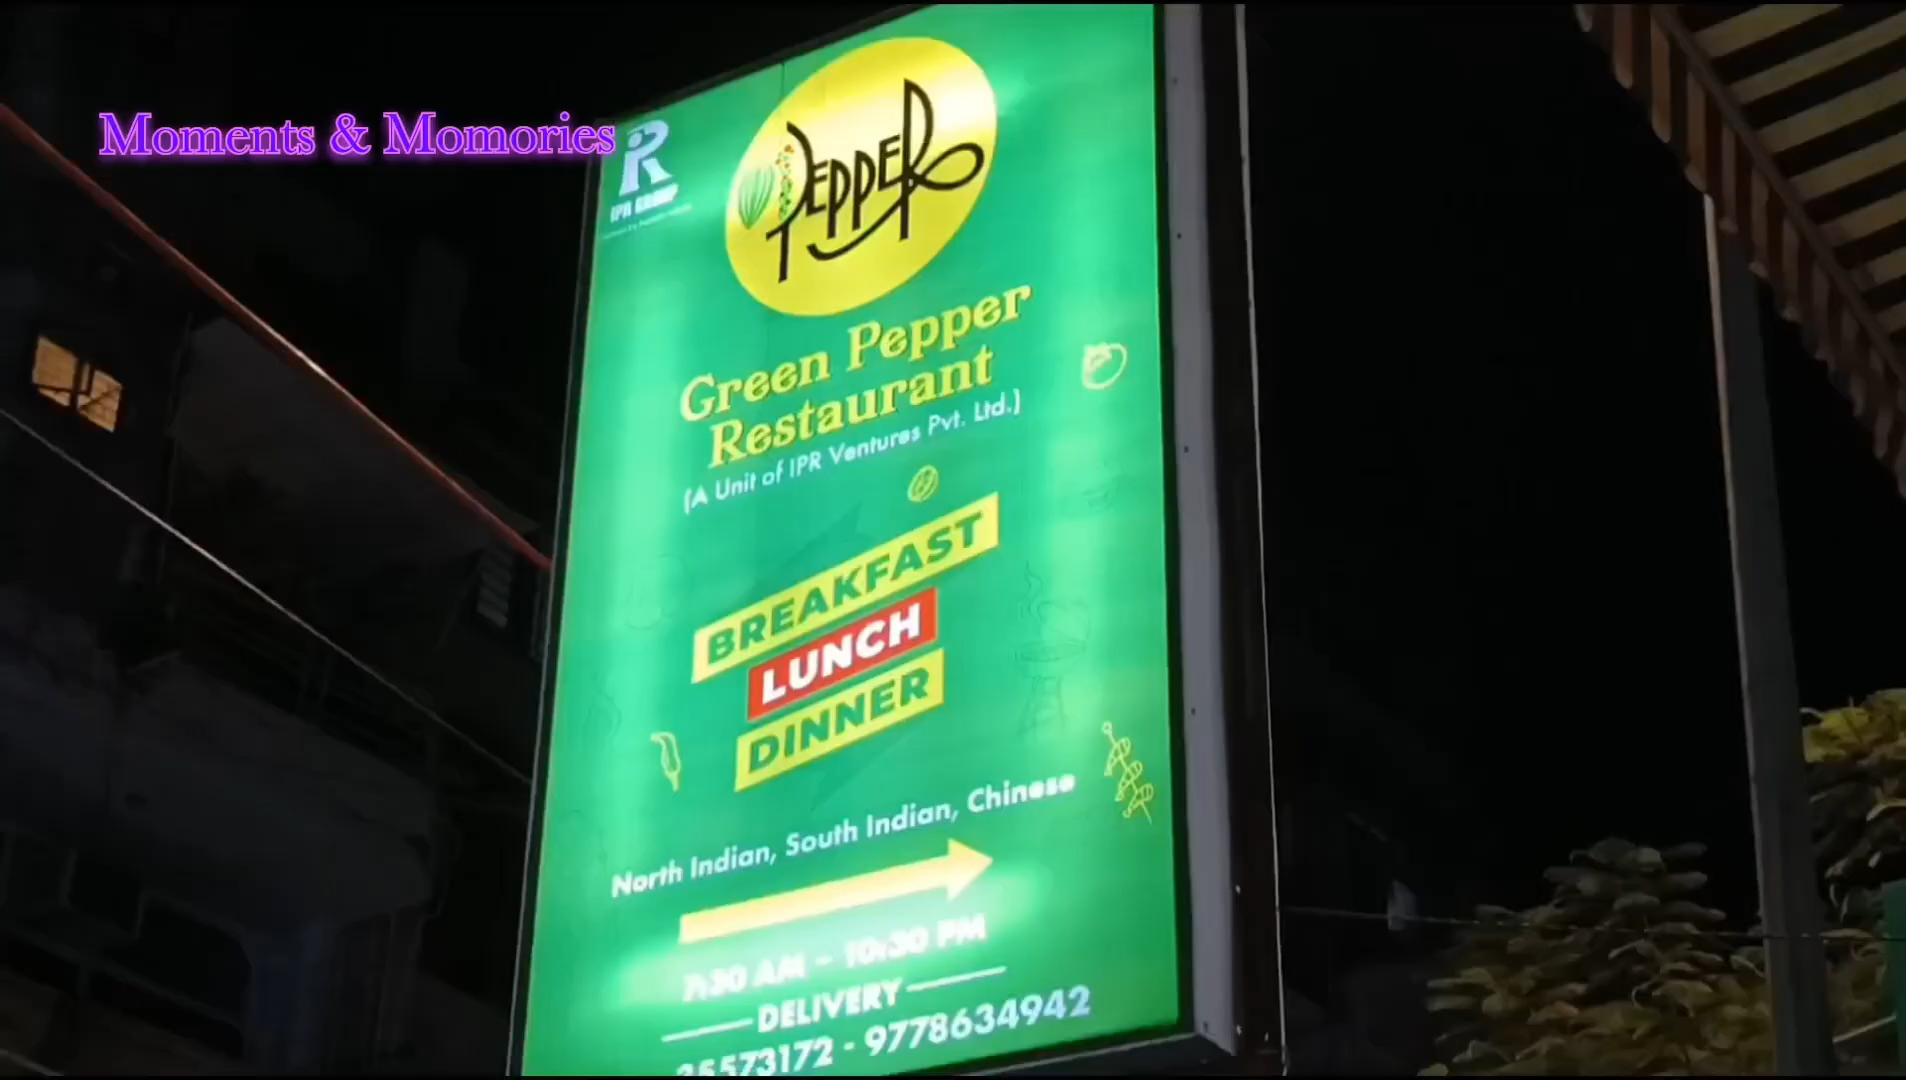 Moments & Momories
IPR GROUP
PEPPER
Green Pepper
Restaurant
(A Unit of IPR Ventures Pvt. Ltd.)
BREAKFAST
LUNCH
DINNER
North Indian, South Indian, Chinese
7:30 AM - 10:30 PM
DELIVERY
35573172 - 9778634942